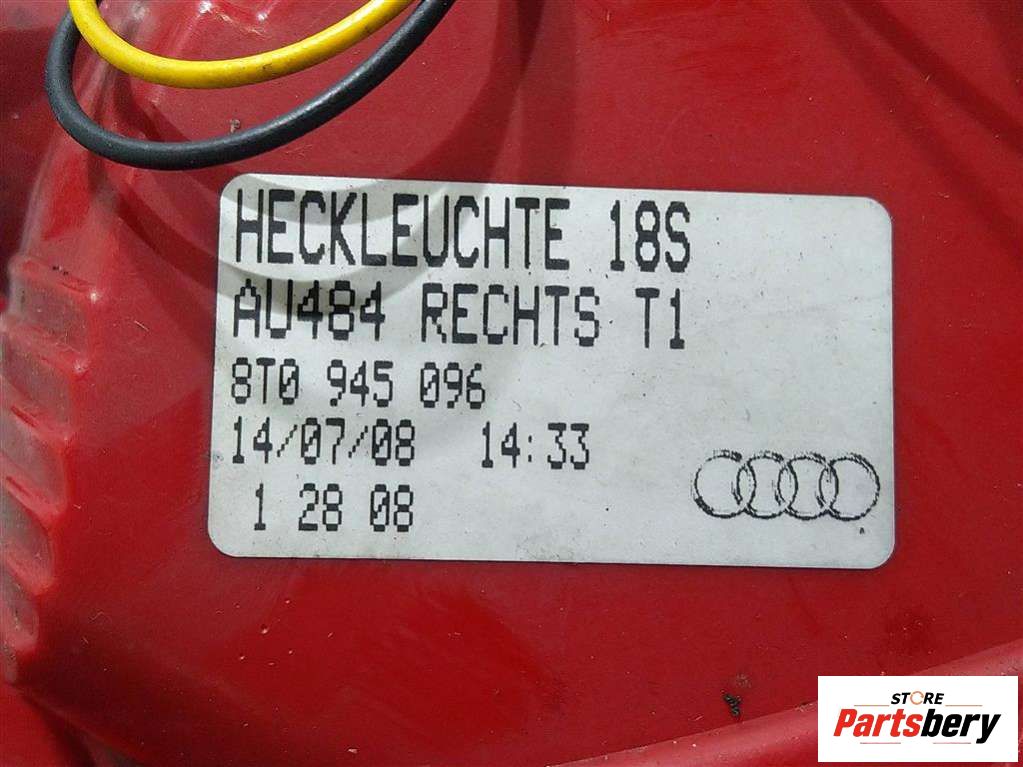 HECKLEUCHTE 18S
AU484 RECHTS T1
8T0 945 096
14/07/08 14:33
1 28 08
STORE
Partsbery